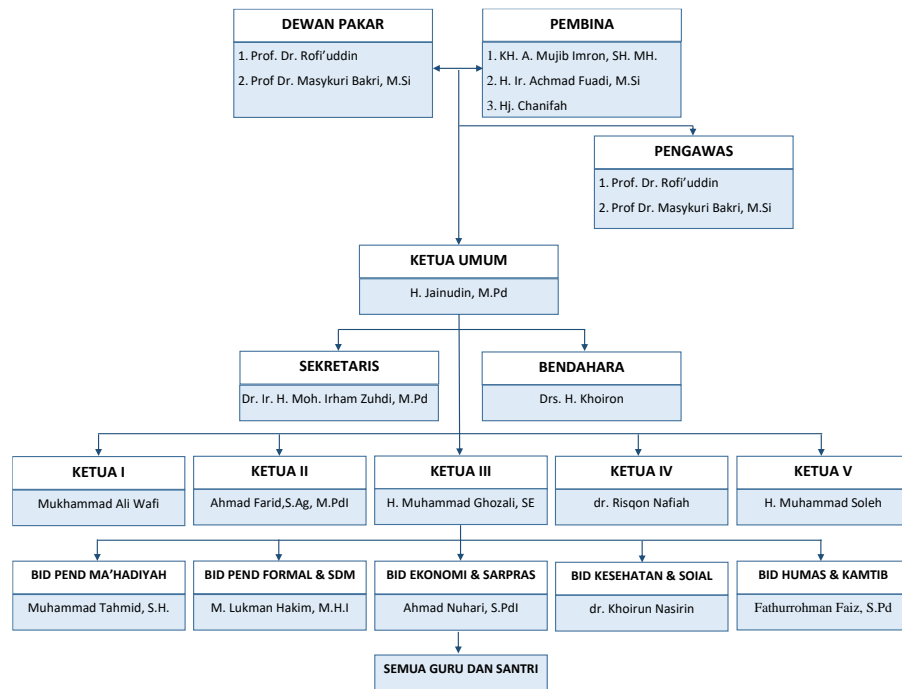 DEWAN PAKAR
1. Prof. Dr. Rofi'uddin
2. Prof Dr. Masykuri Bakri, M.Si
PEMBINA
1. KH. A. Mujib Imron, SH. MH.
2. H. Ir. Achmad Fuadi, M.Si
3. Hj. Chanifah
PENGAWAS
1. Prof. Dr. Rofi'uddin
2. Prof Dr. Masykuri Bakri, M.Si
KETUA UMUM
H. Jainudin, M.Pd
SEKRETARIS
Dr. Ir. H. Moh. Irham Zuhdi, M.Pd
BENDAHARA
Drs. H. Khoiron
KETUA I
Mukhammad Ali Wafi
KETUA II
Ahmad Farid,S.Ag, M.PdI
KETUA III
H. Muhammad Ghozali, SE
KETUA IV
dr. Risqon Nafiah
KETUA V
H. Muhammad Soleh
BID PEND MA'HADIYAH
Muhammad Tahmid, S.H.
BID PEND FORMAL & SDM
M. Lukman Hakim, M.H.I
BID EKONOMI & SARPRAS
Ahmad Nuhari, S.PdI
BID KESEHATAN & SOIAL
dr. Khoirun Nasirin
BID HUMAS & KAMTIB
Fathurrohman Faiz, S.Pd
SEMUA GURU DAN SANTRI